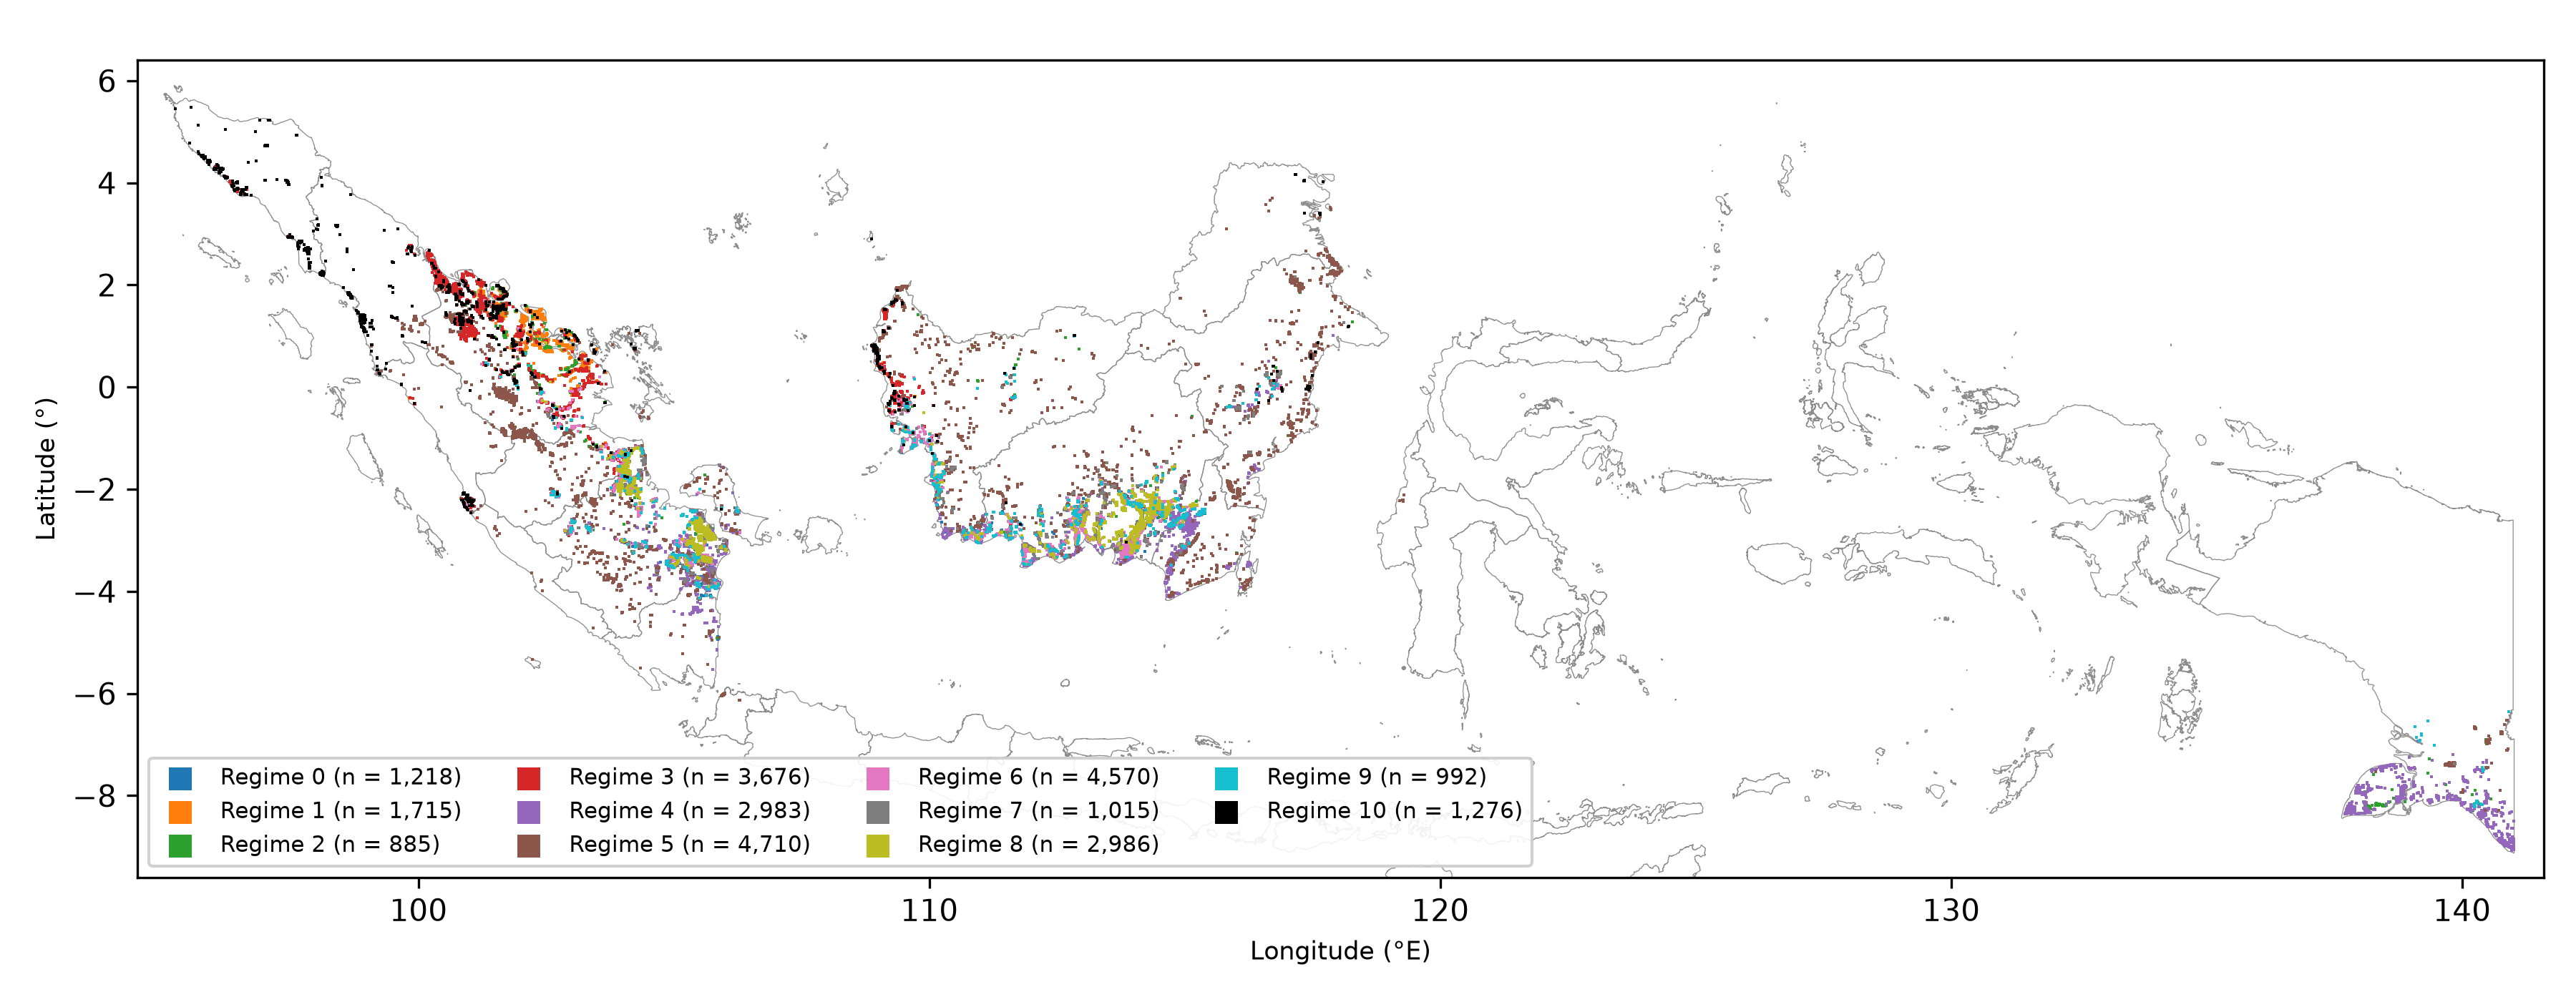 6
4
2
0
−2
−4
−6
−8
Latitude (°)
Regime 0 (n = 1,218)
Regime 1 (n = 1,715)
Regime 2 (n = 885)
Regime 3 (n = 3,676)
Regime 4 (n = 2,983)
Regime 5 (n = 4,710)
Regime 6 (n = 4,570)
Regime 7 (n = 1,015)
Regime 8 (n = 2,986)
Regime 9 (n = 992)
Regime 10 (n = 1,276)
100
110
120
130
140
Longitude (°E)